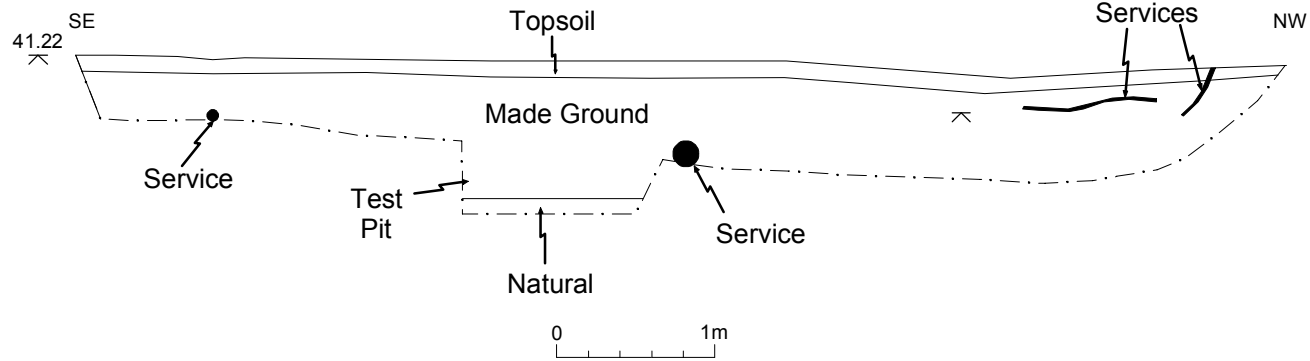 SE
Topsoil
Services
NW
41.22
Made Ground
Service
Test
Pit
Service
Natural
0 1m